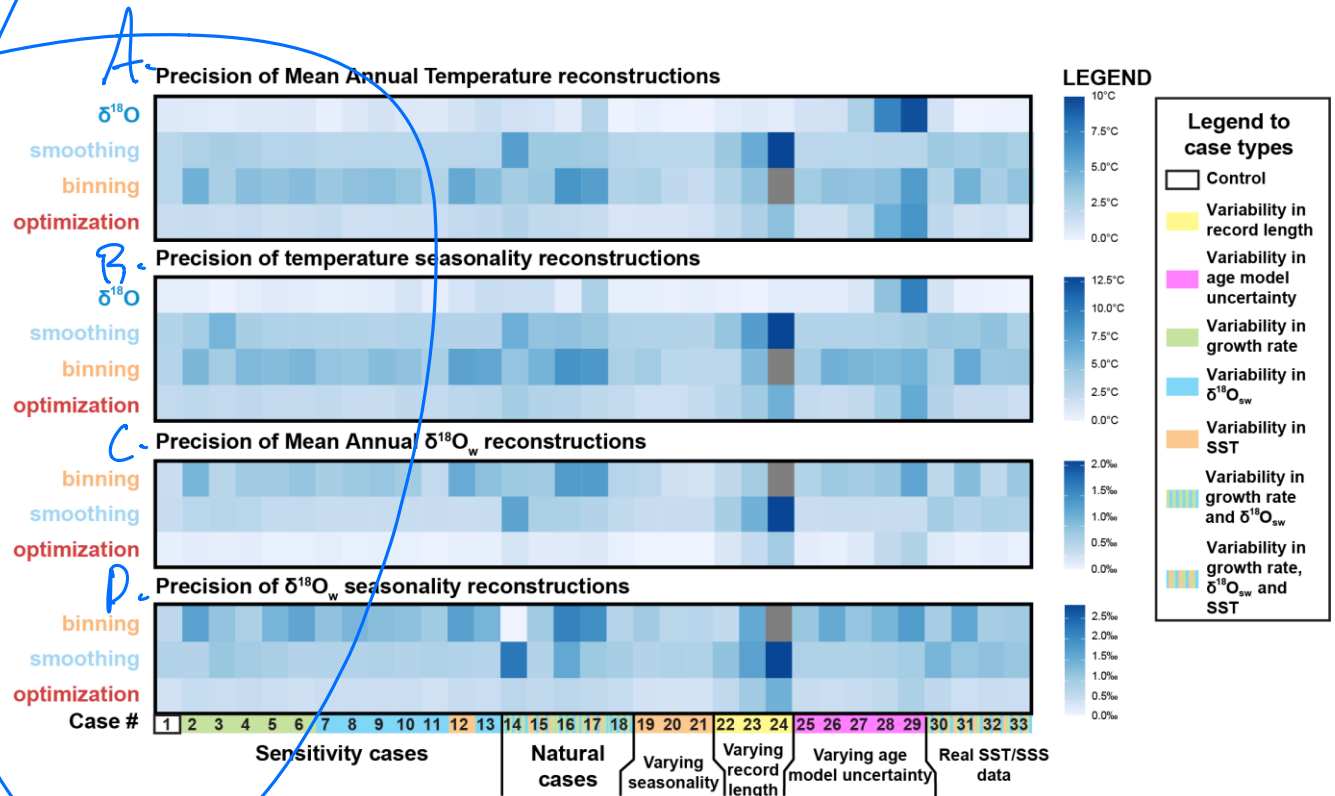 A.
Precision of Mean Annual Temperature reconstructions
δ¹⁸O
smoothing
binning
optimization
10°C
7.5°C
5.0°C
2.5°C
0.0°C
B.
Precision of temperature seasonality reconstructions
δ¹⁸O
smoothing
binning
optimization
12.5°C
10.0°C
7.5°C
5.0°C
2.5°C
0.0°C
C.
Precision of Mean Annual δ¹⁸Ow reconstructions
binning
smoothing
optimization
2.0‰
1.5‰
1.0‰
0.5‰
0.0‰
D.
Precision of δ¹⁸Ow seasonality reconstructions
binning
smoothing
optimization
2.5‰
2.0‰
1.5‰
1.0‰
0.5‰
0.0‰
Case # 1 2 3 4 5 6 7 8 9 10 11 12 13 14 15 16 17 18 19 20 21 22 23 24 25 26 27 28 29 30 31 32 33
Sensitivity cases
Natural
cases
Varying
seasonality
Varying
record
length
Varying age
model uncertainty
Real SST/SSS
data
LEGEND
Legend to
case types
Control
Variability in
record length
Variability in
age model
uncertainty
Variability in
growth rate
Variability in
δ¹⁸Osw
Variability in
SST
Variability in
growth rate
and δ¹⁸Osw
Variability in
growth rate,
δ¹⁸Osw and
SST